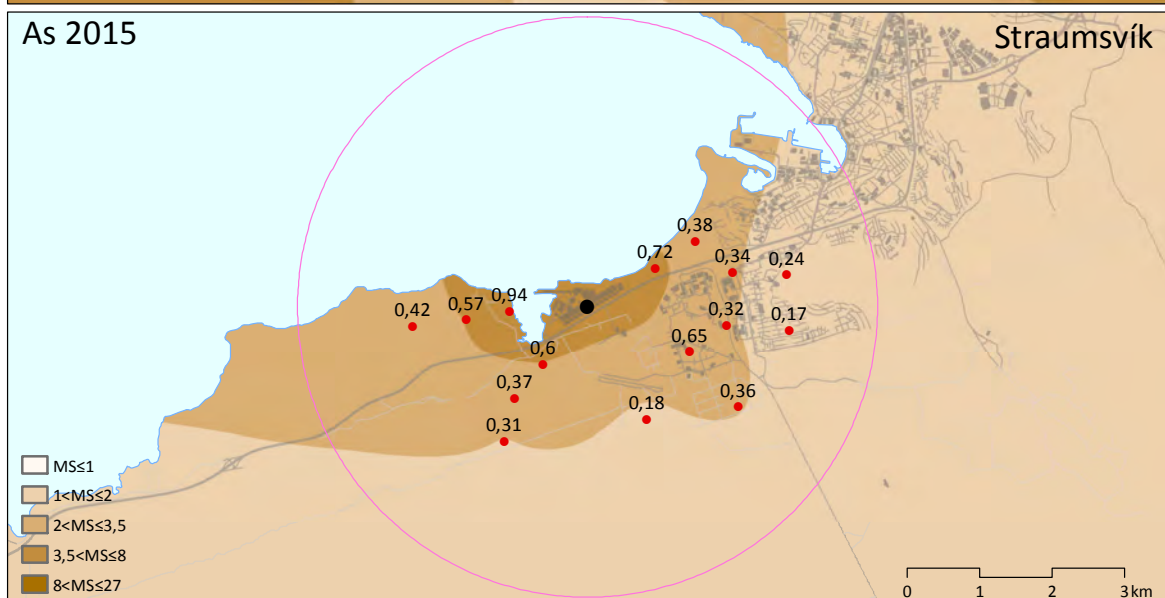 As 2015
Straumsvík
0,38
0,72
0,34
0,24
0,94
0,57
0,42
0,32
0,17
0,6
0,65
0,37
0,36
0,18
0,31
MS≤1
1<MS≤2
2<MS≤3,5
3,5<MS≤8
8<MS≤27
0 1 2 3 km